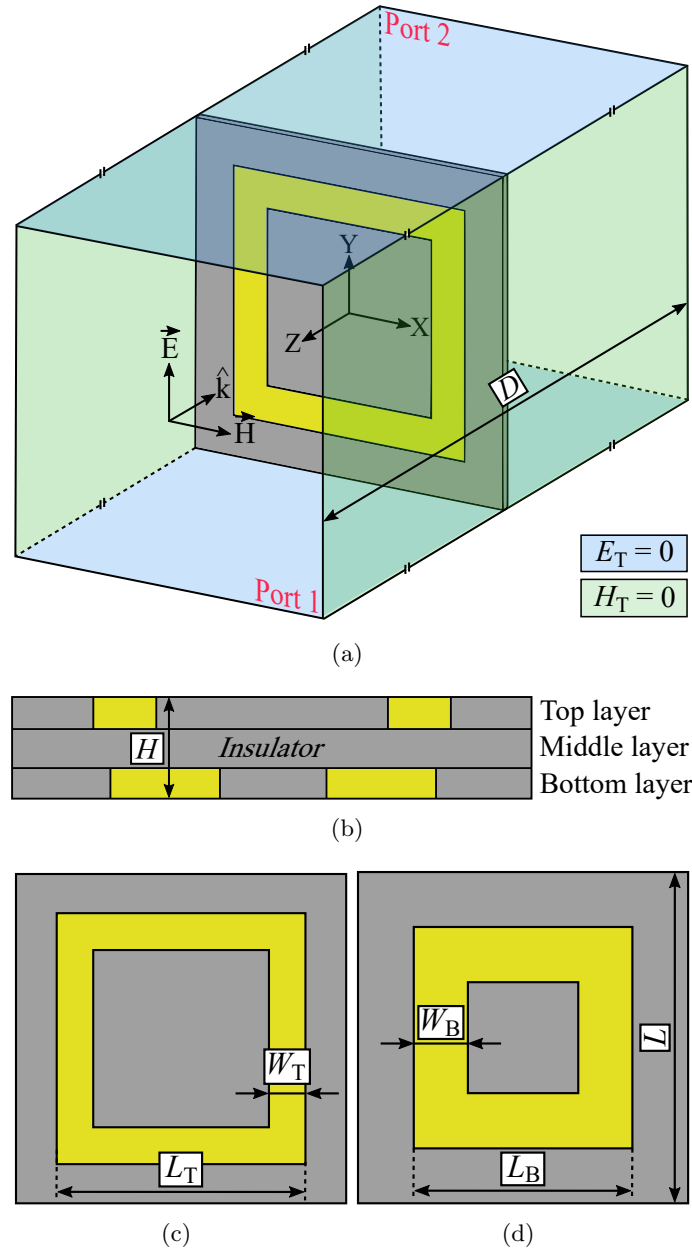 Port 2
Y
X
Z
E
k̂
H
D
Port 1
E_T = 0
H_T = 0
(a)
Top layer
H
Insulator
Middle layer
Bottom layer
(b)
W_T
L_T
W_B
L
L_B
(c)
(d)